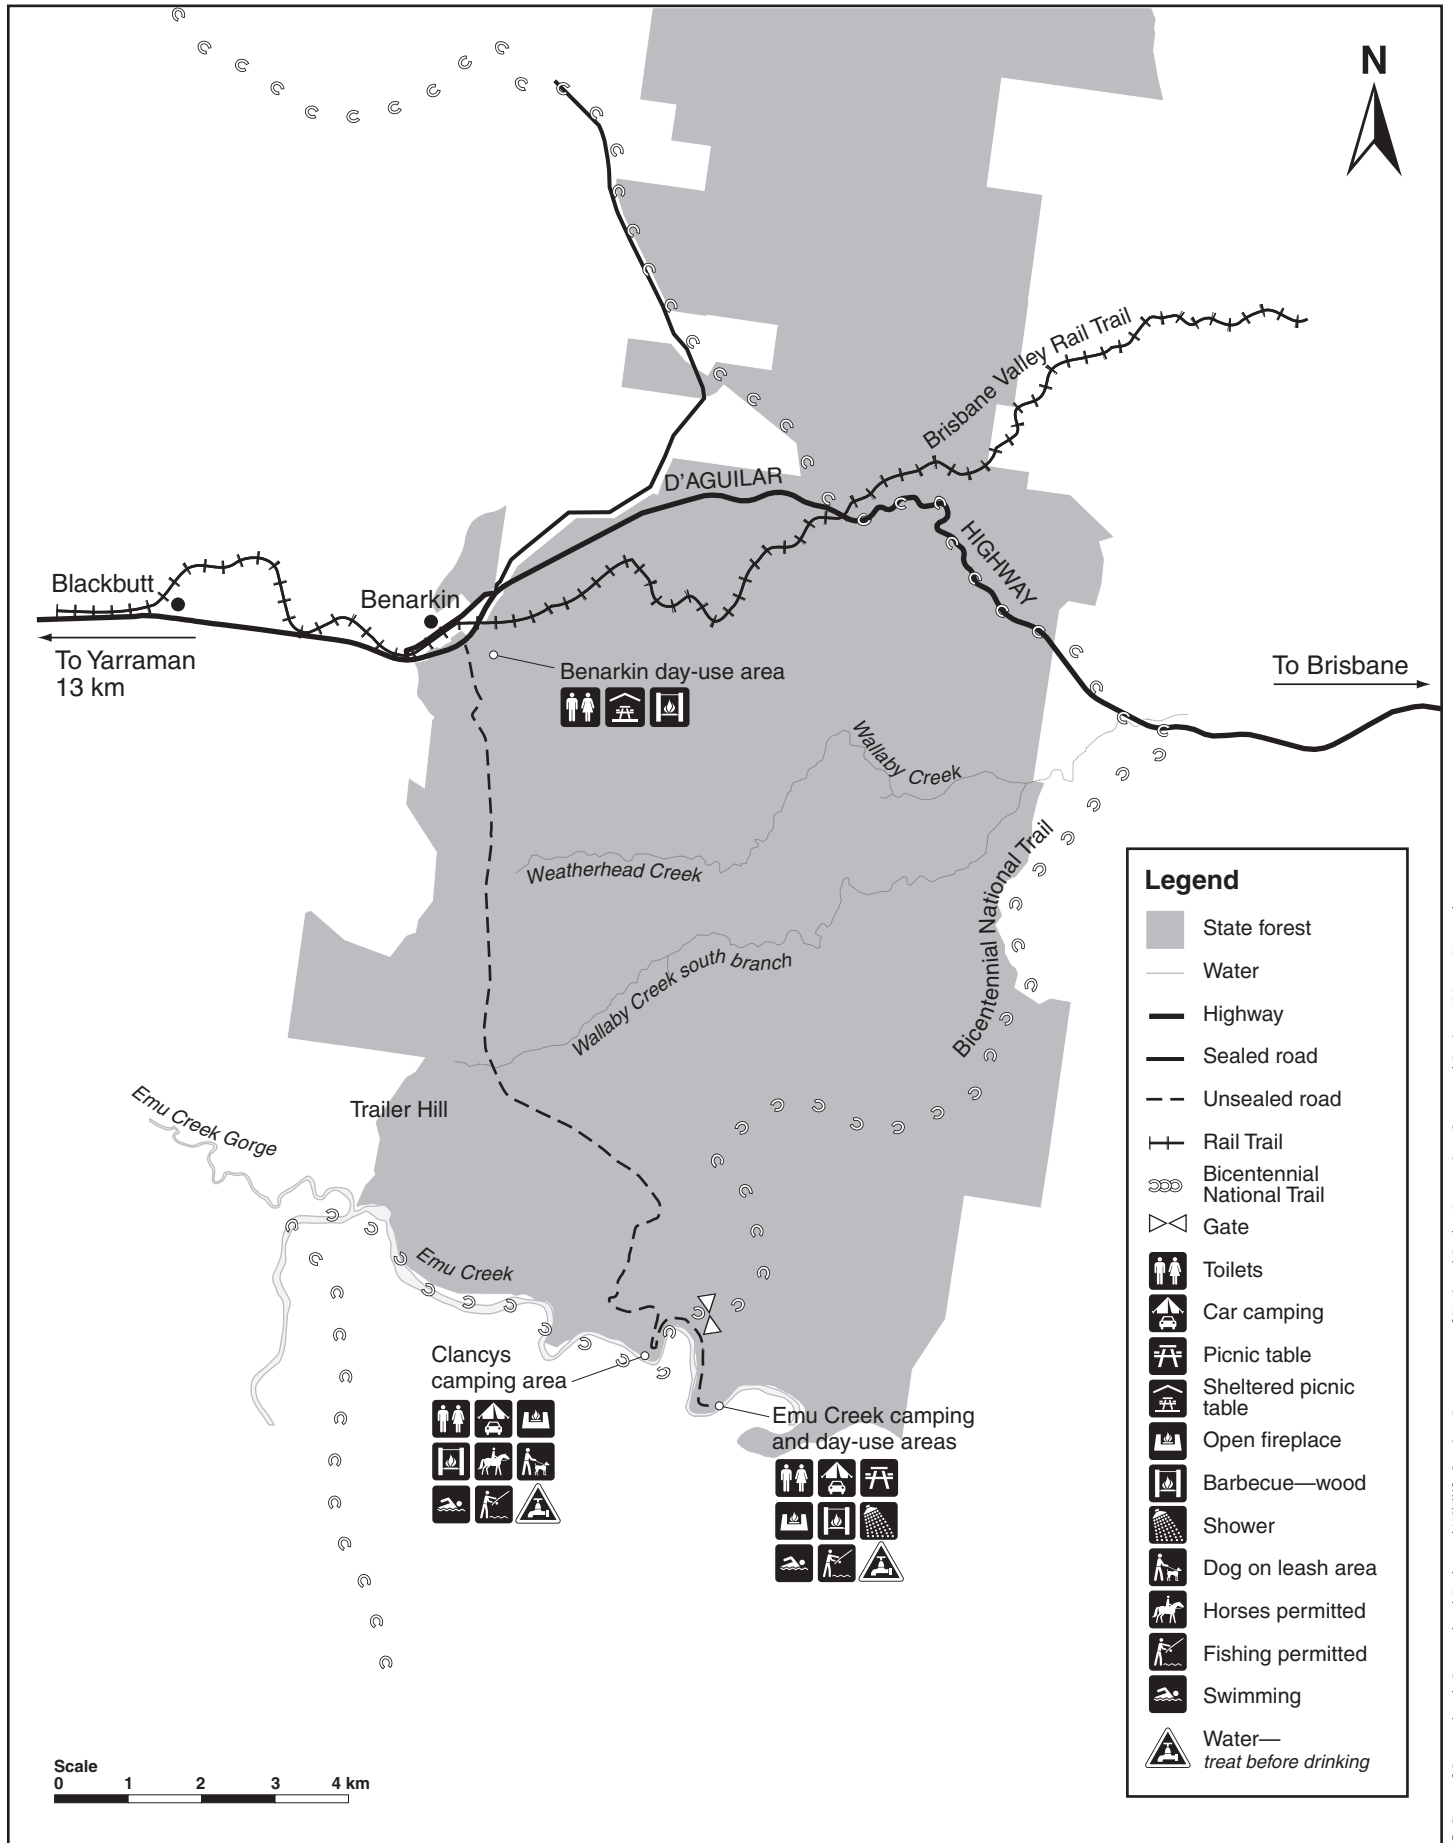 N
Brisbane Valley Rail Trail
D'AGUILAR
HIGHWAY
Blackbutt
Benarkin
To Yarraman
13 km
Benarkin day-use area
To Brisbane
Wallaby Creek
Weatherhead Creek
Wallaby Creek south branch
Bicentennial National Trail
Emu Creek Gorge
Trailer Hill
Emu Creek
Clancys
camping area
Emu Creek camping
and day-use areas
Legend
State forest
Water
Highway
Sealed road
Unsealed road
Rail Trail
Bicentennial
National Trail
Gate
Toilets
Car camping
Picnic table
Sheltered picnic
table
Open fireplace
Barbecue—wood
Shower
Dog on leash area
Horses permitted
Fishing permitted
Swimming
Water—
treat before drinking
Scale
0 1 2 3 4 km